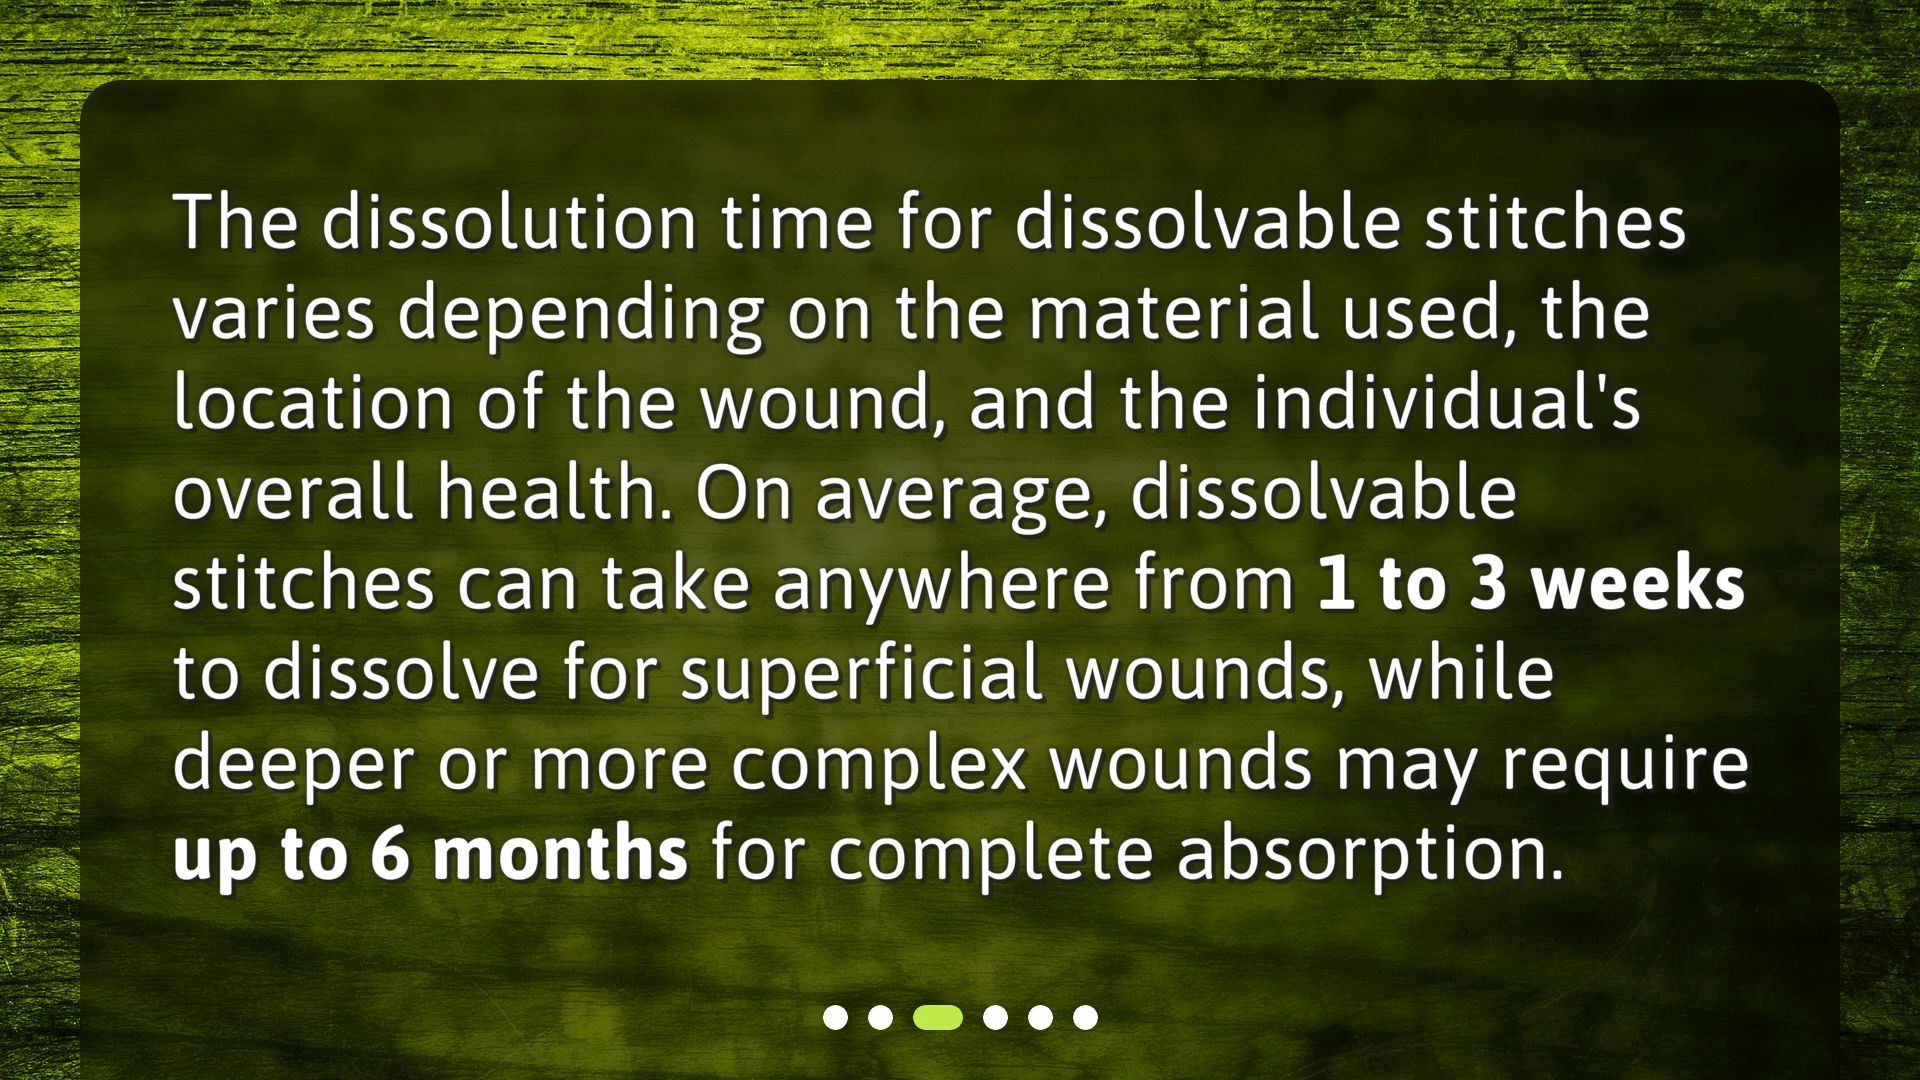 The dissolution time for dissolvable stitches
varies depending on the material used, the
location of the wound, and the individual's
overall health. On average, dissolvable
stitches can take anywhere from 1 to 3 weeks
to dissolve for superficial wounds, while
deeper or more complex wounds may require
up to 6 months for complete absorption.